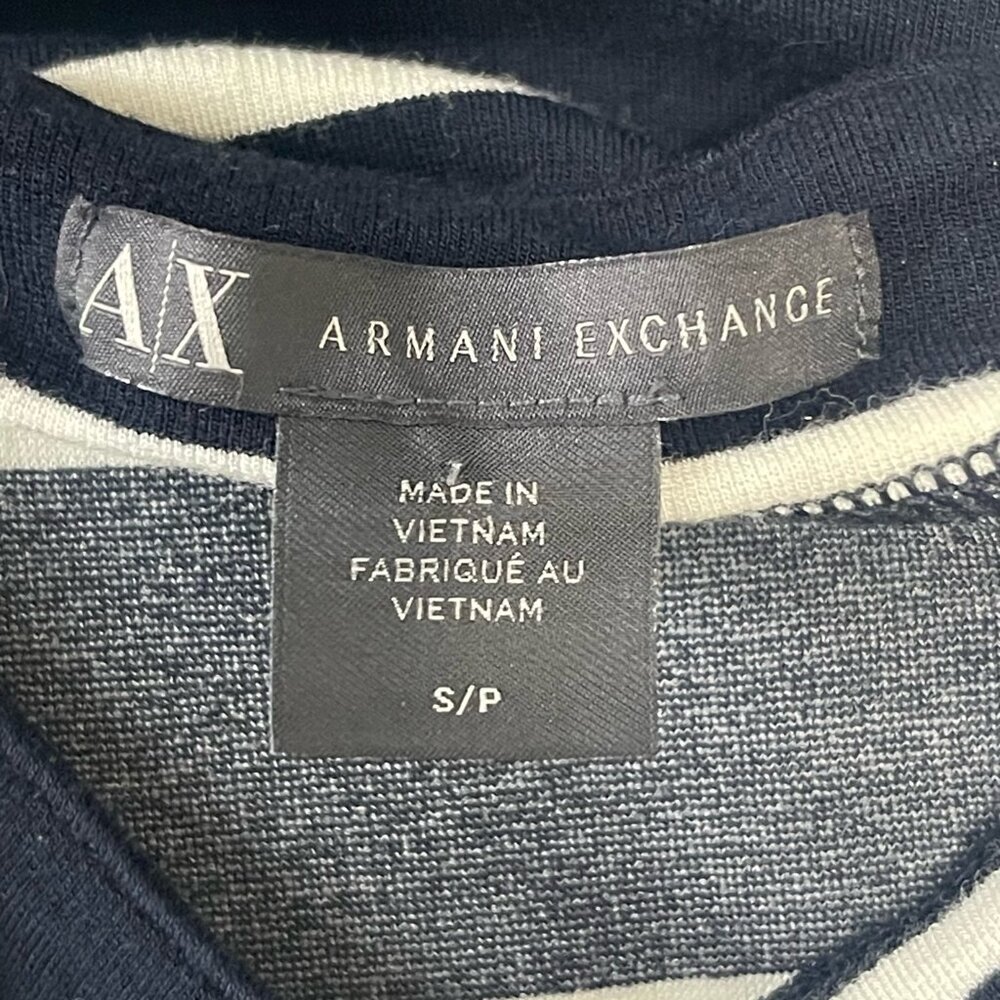 A|X ARMANI EXCHANGE
MADE IN
VIETNAM
FABRIQUÉ AU
VIETNAM
S/P